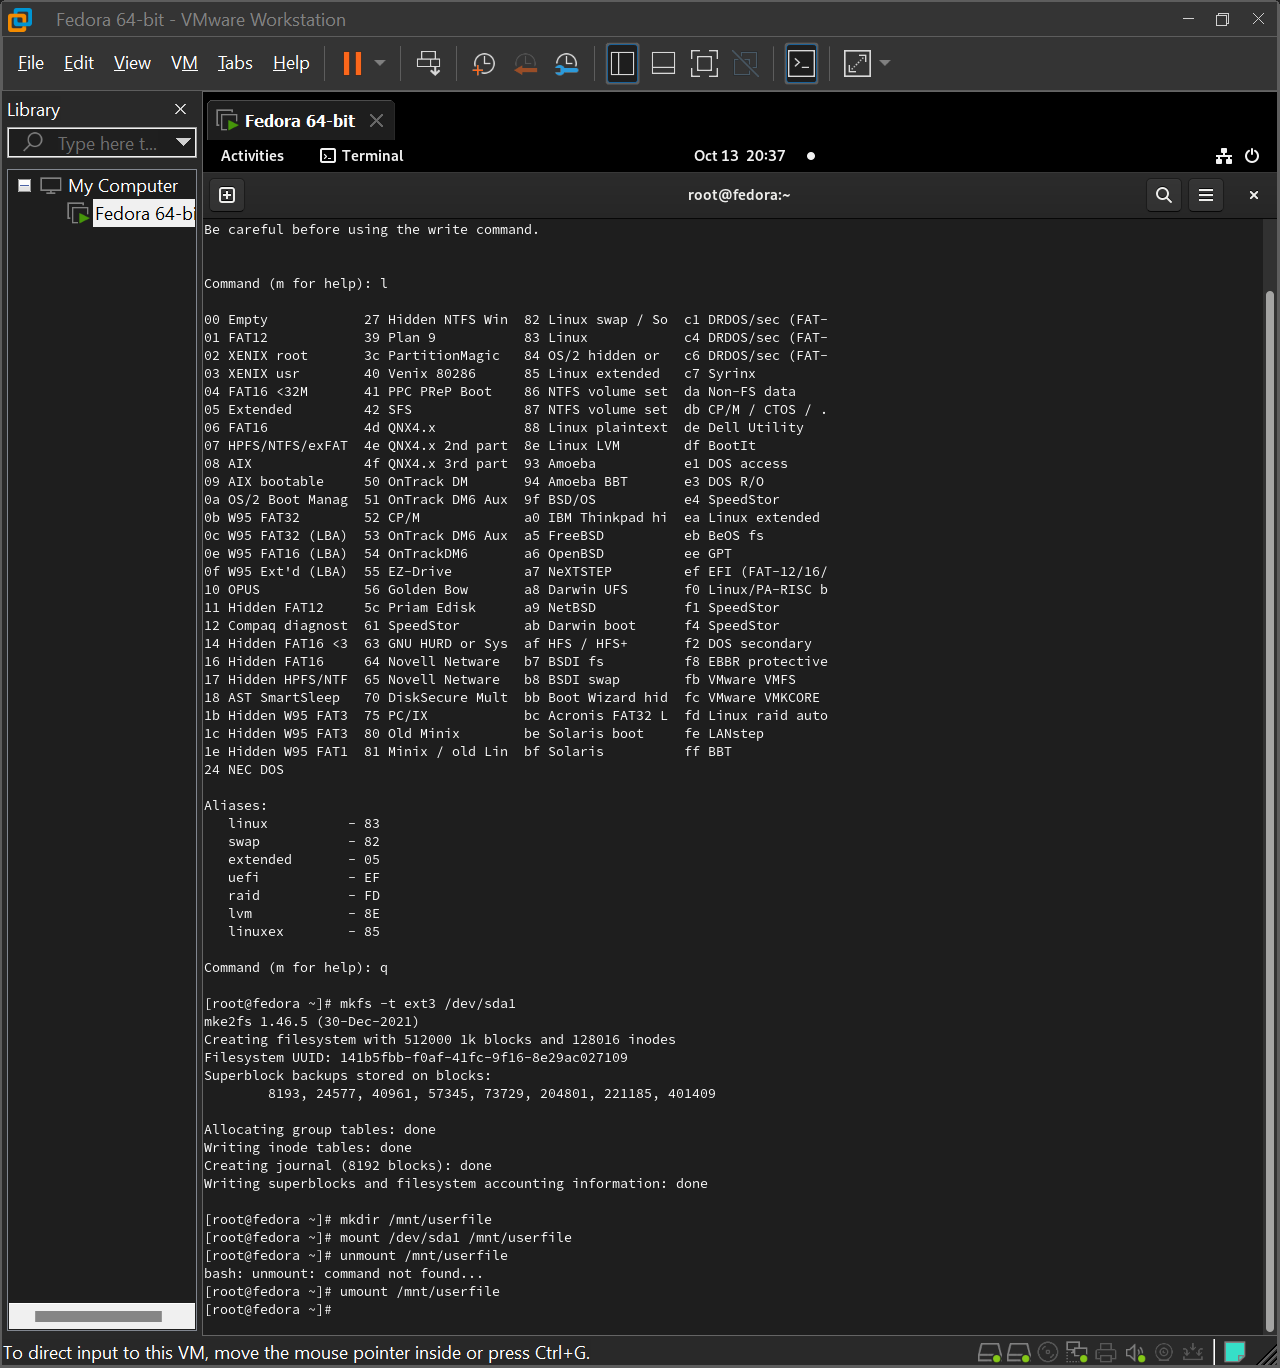 Fedora 64-bit - VMware Workstation
File Edit View VM Tabs Help
Library
Type here t...
My Computer
Fedora 64-bi
Fedora 64-bit
Activities Terminal Oct 13 20:37
root@fedora:~
Be careful before using the write command.
Command (m for help): l
00 Empty            27 Hidden NTFS Win  82 Linux swap / So  c1 DRDOS/sec (FAT-
01 FAT12            39 Plan 9           83 Linux            c4 DRDOS/sec (FAT-
02 XENIX root       3c PartitionMagic   84 OS/2 hidden or   c6 DRDOS/sec (FAT-
03 XENIX usr        40 Venix 80286      85 Linux extended   c7 Syrinx
04 FAT16 <32M       41 PPC PReP Boot    86 NTFS volume set  da Non-FS data
05 Extended         42 SFS              87 NTFS volume set  db CP/M / CTOS / .
06 FAT16            4d QNX4.x           88 Linux plaintext  de Dell Utility
07 HPFS/NTFS/exFAT  4e QNX4.x 2nd part  8e Linux LVM        df BootIt
08 AIX              4f QNX4.x 3rd part  93 Amoeba           e1 DOS access
09 AIX bootable     50 OnTrack DM       94 Amoeba BBT       e3 DOS R/O
0a OS/2 Boot Manag  51 OnTrack DM6 Aux  9f BSD/OS           e4 SpeedStor
0b W95 FAT32        52 CP/M             a0 IBM Thinkpad hi  ea Linux extended
0c W95 FAT32 (LBA)  53 OnTrack DM6 Aux  a5 FreeBSD          eb BeOS fs
0e W95 FAT16 (LBA)  54 OnTrackDM6       a6 OpenBSD          ee GPT
0f W95 Ext'd (LBA)  55 EZ-Drive         a7 NeXTSTEP         ef EFI (FAT-12/16/
10 OPUS             56 Golden Bow       a8 Darwin UFS       f0 Linux/PA-RISC b
11 Hidden FAT12     5c Priam Edisk      a9 NetBSD           f1 SpeedStor
12 Compaq diagnost  61 SpeedStor        ab Darwin boot      f4 SpeedStor
14 Hidden FAT16 <3  63 GNU HURD or Sys  af HFS / HFS+       f2 DOS secondary
16 Hidden FAT16     64 Novell Netware   b7 BSDI fs          f8 EBBR protective
17 Hidden HPFS/NTF  65 Novell Netware   b8 BSDI swap        fb VMware VMFS
18 AST SmartSleep   70 DiskSecure Mult  bb Boot Wizard hid  fc VMware VMKCORE
1b Hidden W95 FAT3  75 PC/IX            bc Acronis FAT32 L  fd Linux raid auto
1c Hidden W95 FAT3  80 Old Minix        be Solaris boot     fe LANstep
1e Hidden W95 FAT1  81 Minix / old Lin  bf Solaris          ff BBT
24 NEC DOS
Aliases:
linux          - 83
swap           - 82
extended       - 05
uefi           - EF
raid           - FD
lvm            - 8E
linuxex        - 85
Command (m for help): q
[root@fedora ~]# mkfs -t ext3 /dev/sda1
mke2fs 1.46.5 (30-Dec-2021)
Creating filesystem with 512000 1k blocks and 128016 inodes
Filesystem UUID: 141b5fbb-f0af-41fc-9f16-8e29ac027109
Superblock backups stored on blocks:
8193, 24577, 40961, 57345, 73729, 204801, 221185, 401409
Allocating group tables: done
Writing inode tables: done
Creating journal (8192 blocks): done
Writing superblocks and filesystem accounting information: done
[root@fedora ~]# mkdir /mnt/userfile
[root@fedora ~]# mount /dev/sda1 /mnt/userfile
[root@fedora ~]# unmount /mnt/userfile
bash: unmount: command not found...
[root@fedora ~]# umount /mnt/userfile
[root@fedora ~]#
To direct input to this VM, move the mouse pointer inside or press Ctrl+G.